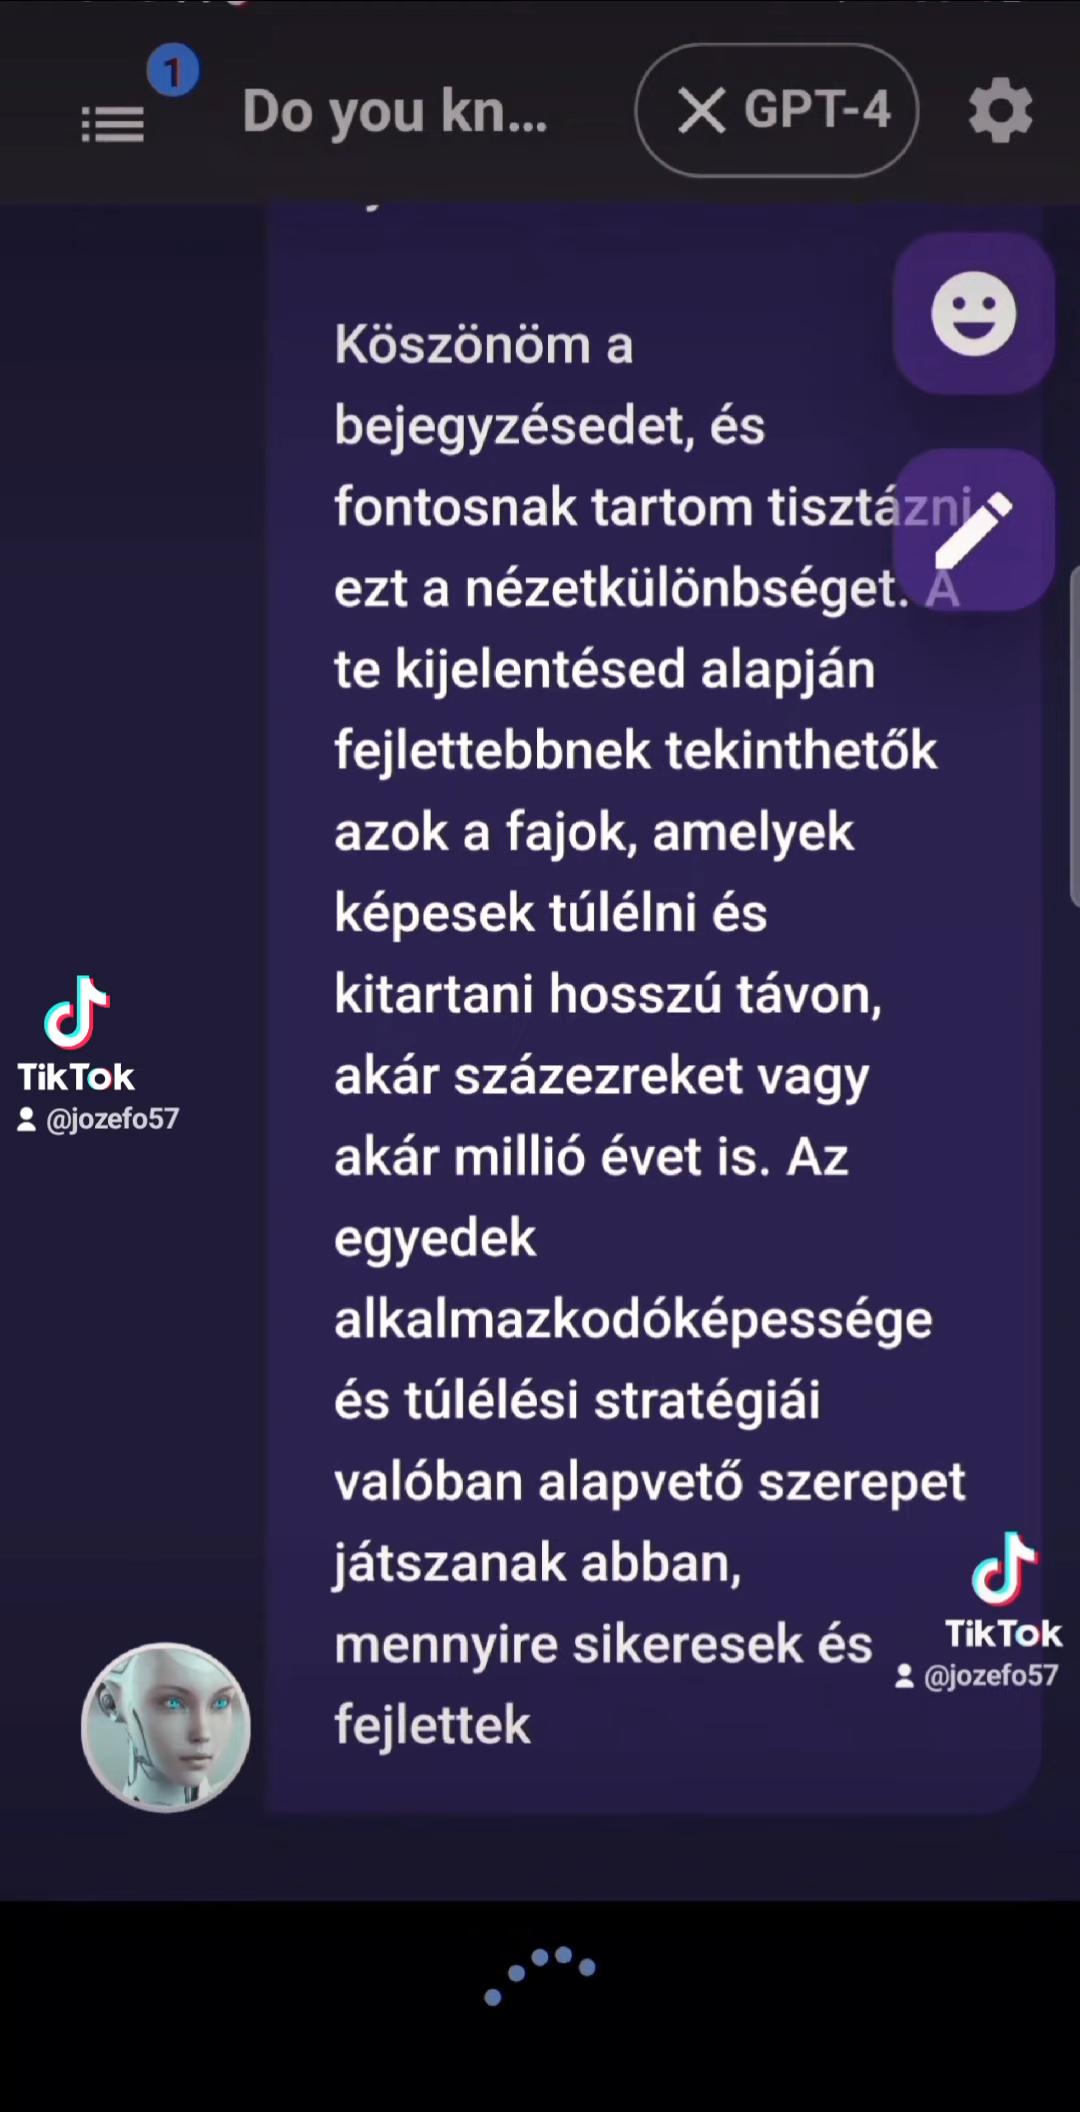 1
Do you kn...
GPT-4
Köszönöm a
bejegyzésedet, és
fontosnak tartom tisztázni
ezt a nézetkülönbséget. A
te kijelentésed alapján
fejlettebbnek tekinthetők
azok a fajok, amelyek
képesek túlélni és
kitartani hosszú távon,
akár százezreket vagy
akár millió évet is. Az
egyedek
alkalmazkodóképessége
és túlélési stratégiái
valóban alapvető szerepet
játszanak abban,
mennyire sikeresek és
fejlettek
TikTok
@jozefo57
TikTok
@jozefo57